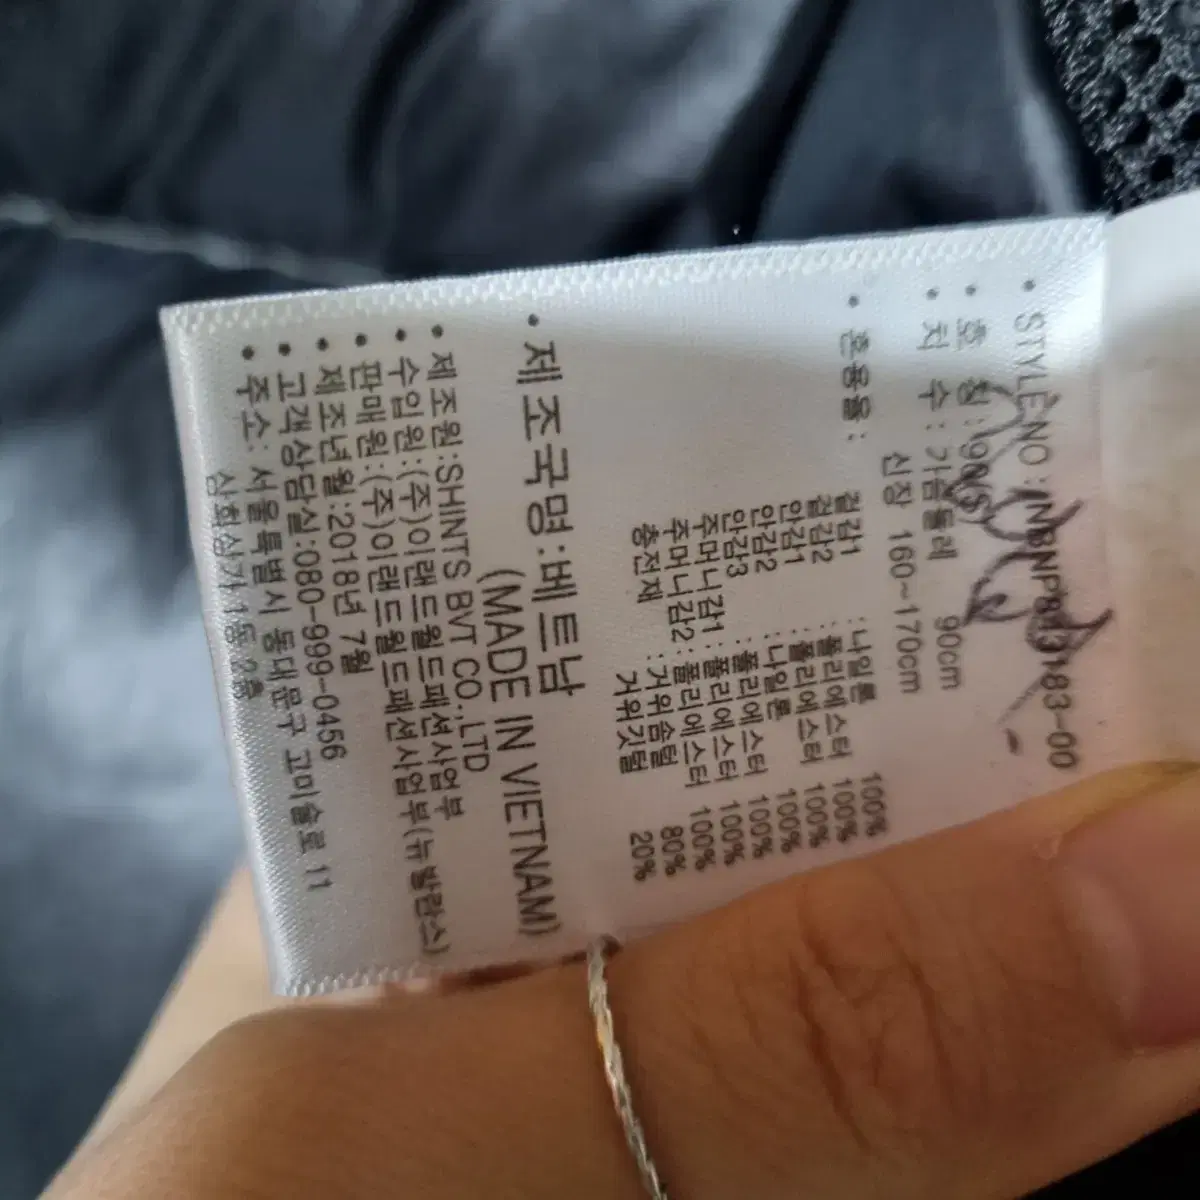 • STYLE NO : NBNP843183-00
• 호 칭 : 90(S)
• 치 수 : 가슴둘레 90cm
신장 160~170cm
• 혼용율 :
겉감1 : 나일론 100%
겉감2 : 폴리에스터 100%
안감1 : 폴리에스터 100%
안감2 : 나일론 100%
안감3 : 폴리에스터 100%
주머니감1 : 폴리에스터 100%
주머니감2 : 폴리에스터 100%
충전재 : 거위솜털 80%
거위깃털 20%
• 제조국명:베트남
(MADE IN VIETNAM)
• 제조원:SHINTS BVT CO.,LTD
• 수입원:(주)이랜드월드패션사업부
• 판매원:(주)이랜드월드패션사업부(뉴발란스)
• 제조년월:2018년 7월
• 고객상담실:080-999-0456
• 주소: 서울특별시 동대문구 고미술로 11
삼희상가 1동 2층